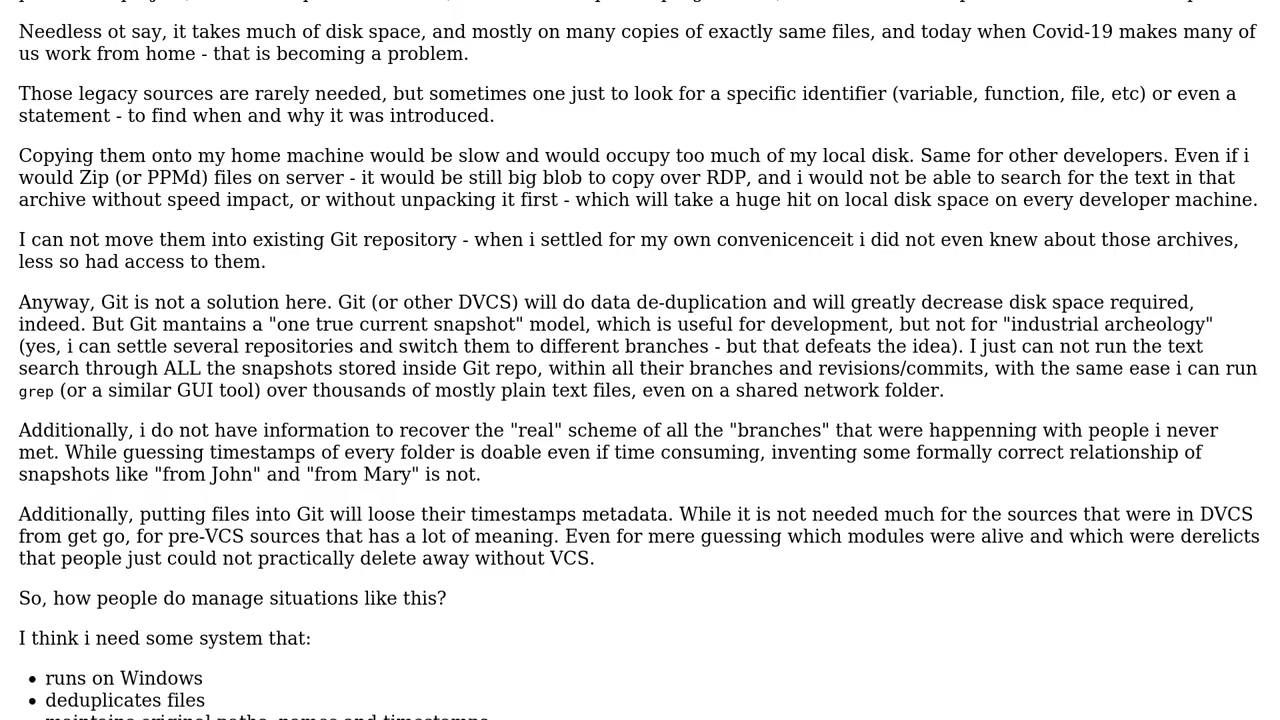 Needless ot say, it takes much of disk space, and mostly on many copies of exactly same files, and today when Covid-19 makes many of
us work from home - that is becoming a problem.
Those legacy sources are rarely needed, but sometimes one just to look for a specific identifier (variable, function, file, etc) or even a
statement - to find when and why it was introduced.
Copying them onto my home machine would be slow and would occupy too much of my local disk. Same for other developers. Even if i
would Zip (or PPMd) files on server - it would be still big blob to copy over RDP, and i would not be able to search for the text in that
archive without speed impact, or without unpacking it first - which will take a huge hit on local disk space on every developer machine.
I can not move them into existing Git repository - when i settled for my own convenicenceit i did not even knew about those archives,
less so had access to them.
Anyway, Git is not a solution here. Git (or other DVCS) will do data de-duplication and will greatly decrease disk space required,
indeed. But Git mantains a "one true current snapshot" model, which is useful for development, but not for "industrial archeology"
(yes, i can settle several repositories and switch them to different branches - but that defeats the idea). I just can not run the text
search through ALL the snapshots stored inside Git repo, within all their branches and revisions/commits, with the same ease i can run
grep (or a similar GUI tool) over thousands of mostly plain text files, even on a shared network folder.
Additionally, i do not have information to recover the "real" scheme of all the "branches" that were happenning with people i never
met. While guessing timestamps of every folder is doable even if time consuming, inventing some formally correct relationship of
snapshots like "from John" and "from Mary" is not.
Additionally, putting files into Git will loose their timestamps metadata. While it is not needed much for the sources that were in DVCS
from get go, for pre-VCS sources that has a lot of meaning. Even for mere guessing which modules were alive and which were derelicts
that people just could not practically delete away without VCS.
So, how people do manage situations like this?
I think i need some system that:
• runs on Windows
• deduplicates files
maintains original paths, names and timestamps